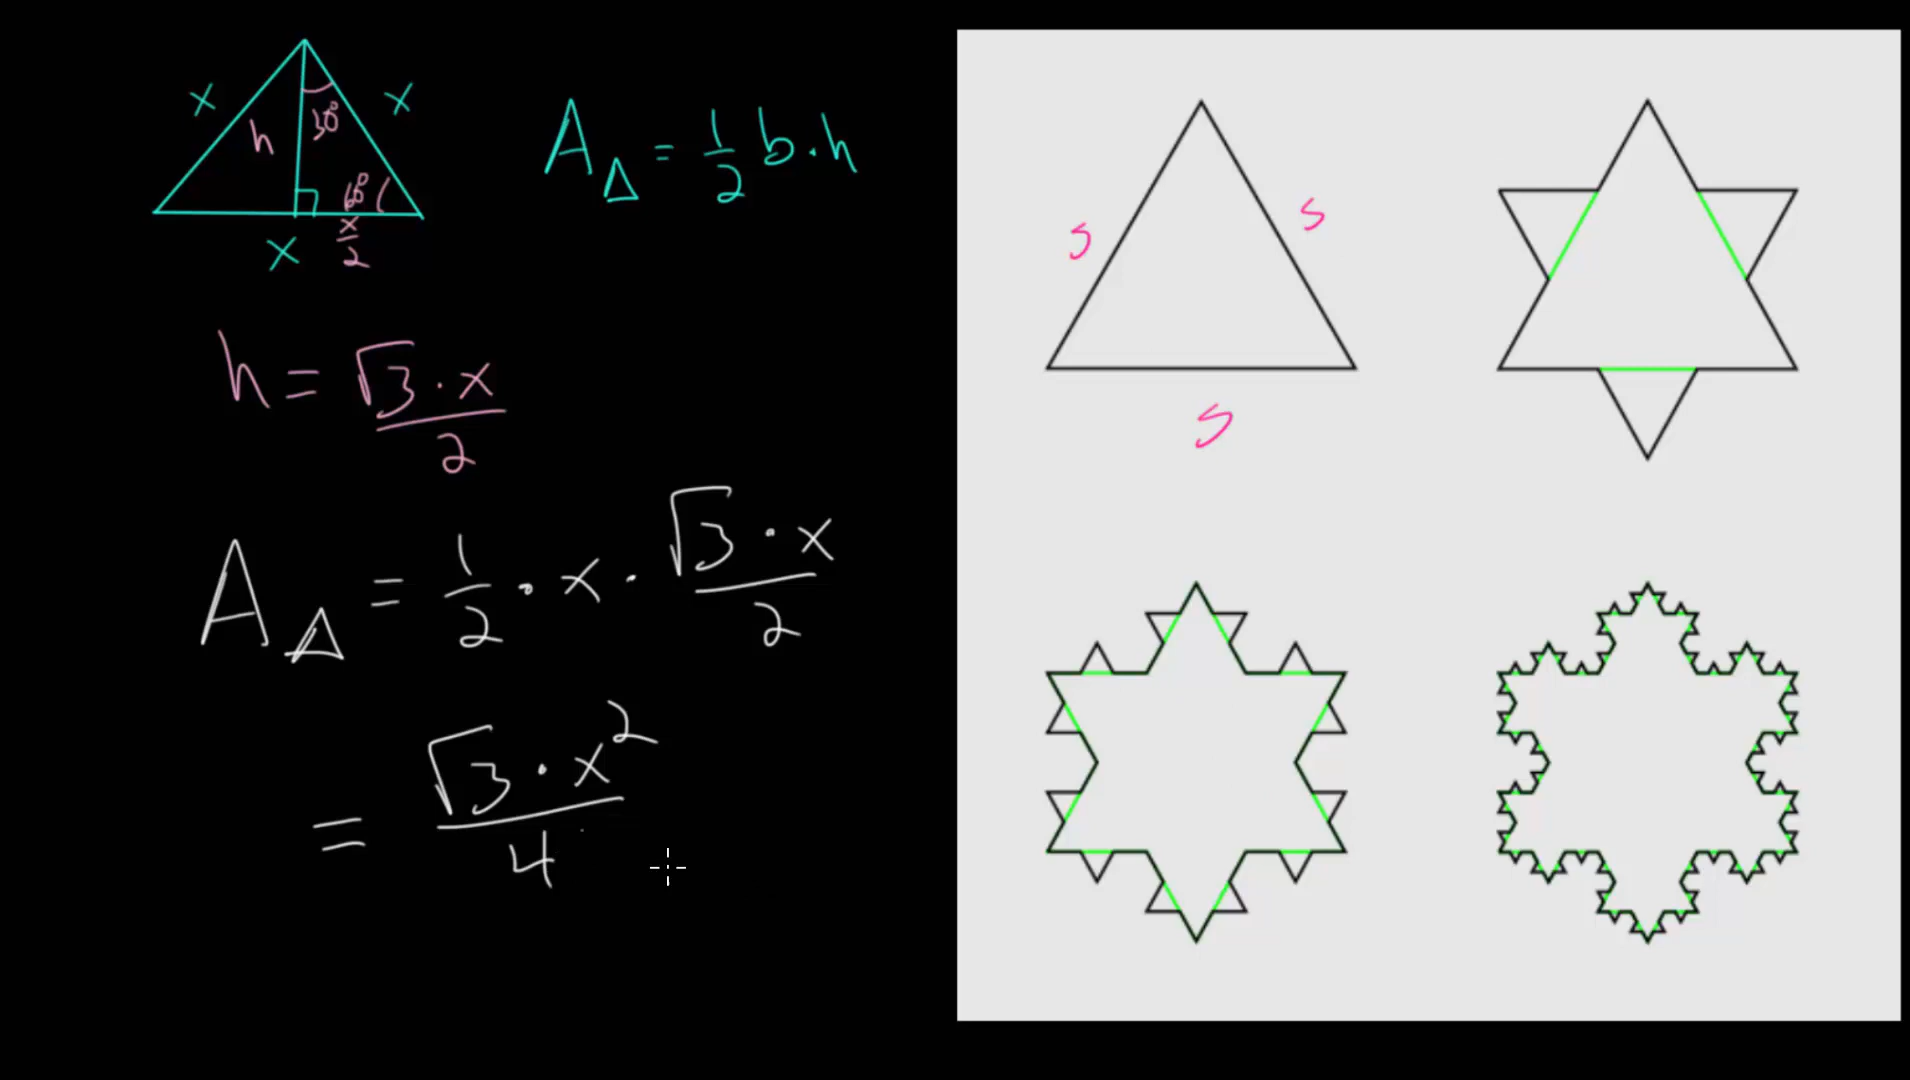 x
x
h
30°
60°
x
x/2
A△ = 1/2 b · h
h = √3 · x / 2
A△ = 1/2 · x · √3 · x / 2
= √3 · x² / 4
s
s
s